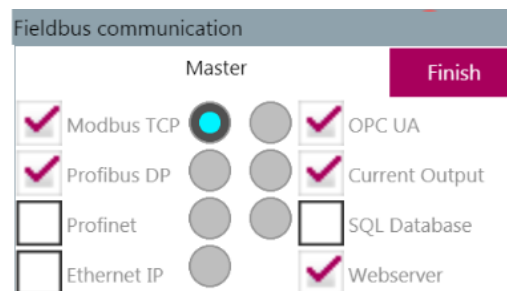 Fieldbus communication
Master
Finish
Modbus TCP
OPC UA
Profibus DP
Current Output
Profinet
SQL Database
Ethernet IP
Webserver